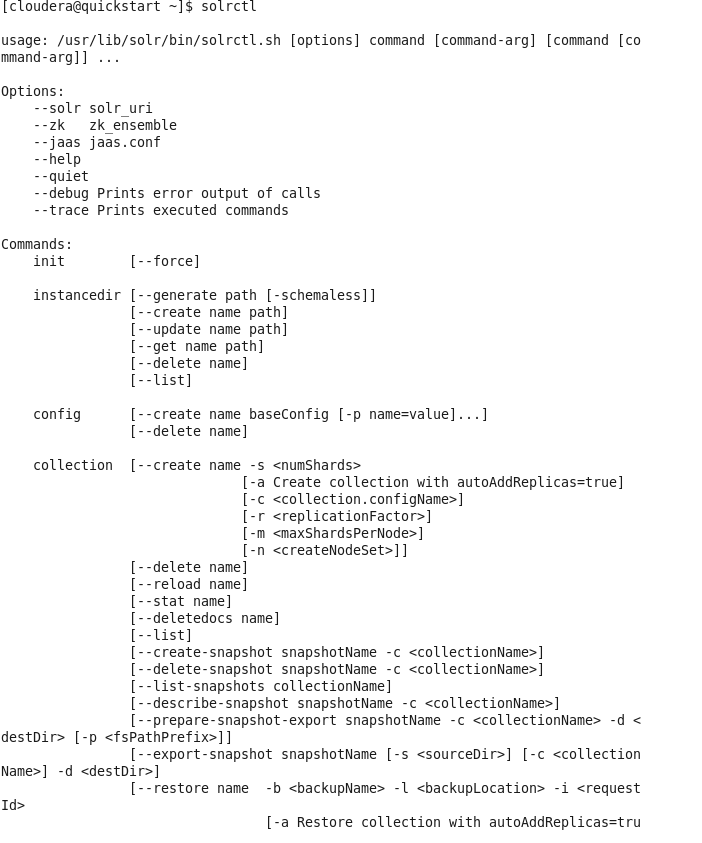 [cloudera@quickstart ~]$ solrctl
usage: /usr/lib/solr/bin/solrctl.sh [options] command [command-arg] [command [co
mmand-arg]] ...
Options:
    --solr solr_uri
    --zk   zk_ensemble
    --jaas jaas.conf
    --help
    --quiet
    --debug Prints error output of calls
    --trace Prints executed commands
Commands:
    init        [--force]
    instancedir [--generate path [-schemaless]]
                [--create name path]
                [--update name path]
                [--get name path]
                [--delete name]
                [--list]
    config      [--create name baseConfig [-p name=value]...]
                [--delete name]
    collection  [--create name -s <numShards>
                              [-a Create collection with autoAddReplicas=true]
                              [-c <collection.configName>]
                              [-r <replicationFactor>]
                              [-m <maxShardsPerNode>]
                              [-n <createNodeSet>]]
                [--delete name]
                [--reload name]
                [--stat name]
                [--deletedocs name]
                [--list]
                [--create-snapshot snapshotName -c <collectionName>]
                [--delete-snapshot snapshotName -c <collectionName>]
                [--list-snapshots collectionName]
                [--describe-snapshot snapshotName -c <collectionName>]
                [--prepare-snapshot-export snapshotName -c <collectionName> -d <
destDir> [-p <fsPathPrefix>]]
                [--export-snapshot snapshotName [-s <sourceDir>] [-c <collection
Name>] -d <destDir>]
                [--restore name  -b <backupName> -l <backupLocation> -i <request
Id>
                                 [-a Restore collection with autoAddReplicas=tru